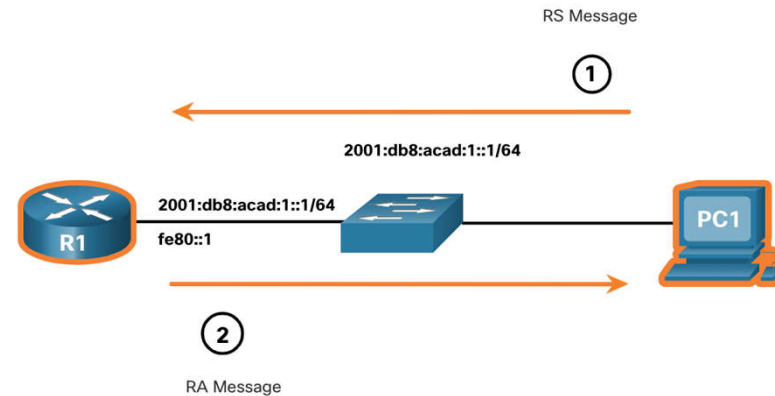 RS Message
1
2001:db8:acad:1::1/64
2001:db8:acad:1::1/64
R1
fe80::1
PC1
2
RA Message